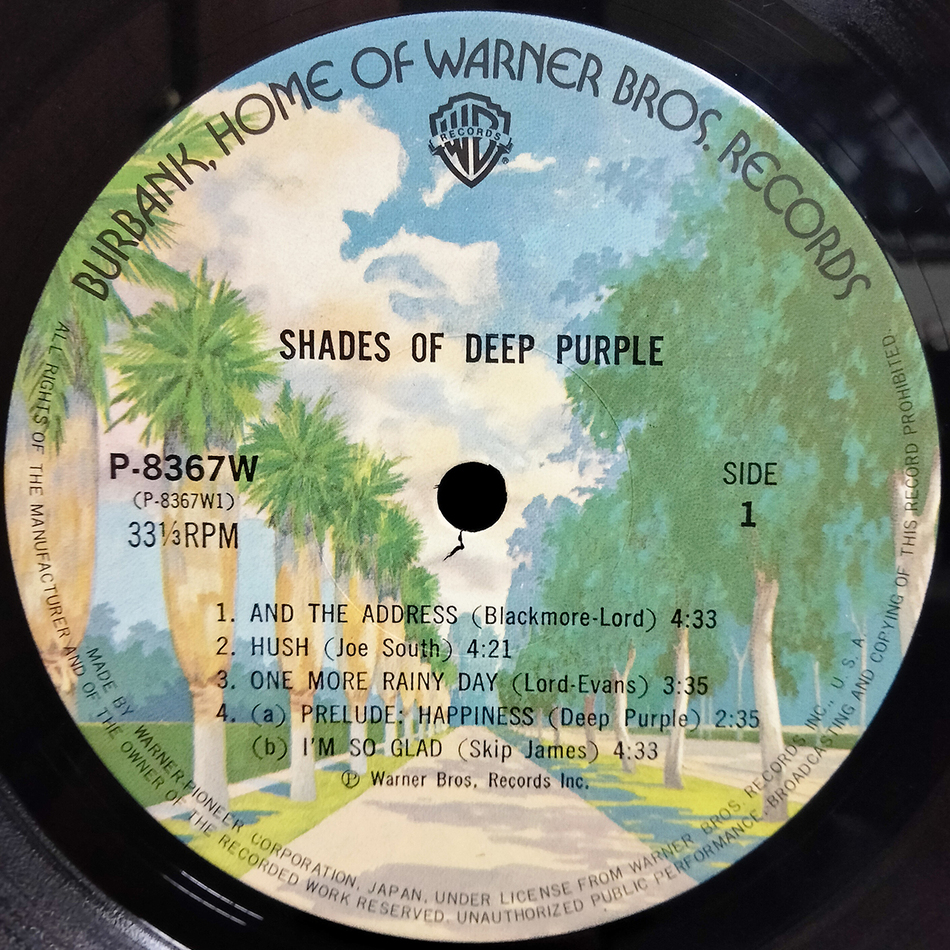 BURBANK, HOME OF WARNER BROS. RECORDS
WB
RECORDS
®
SHADES OF DEEP PURPLE
P-8367W
(P-8367W1)
33⅓RPM
SIDE
1
1. AND THE ADDRESS (Blackmore-Lord) 4:33
2. HUSH (Joe South) 4:21
3. ONE MORE RAINY DAY (Lord-Evans) 3:35
4. (a) PRELUDE: HAPPINESS (Deep Purple) 2:35
(b) I'M SO GLAD (Skip James) 4:33
Ⓟ Warner Bros. Records Inc.
MADE BY WARNER-PIONEER CORPORATION, JAPAN, UNDER LICENSE FROM WARNER BROS. RECORDS INC., U. S. A.
ALL RIGHTS OF THE MANUFACTURER AND OF THE OWNER OF THE RECORDED WORK RESERVED. UNAUTHORIZED PUBLIC PERFORMANCE, BROADCASTING AND COPYING OF THIS RECORD PROHIBITED.